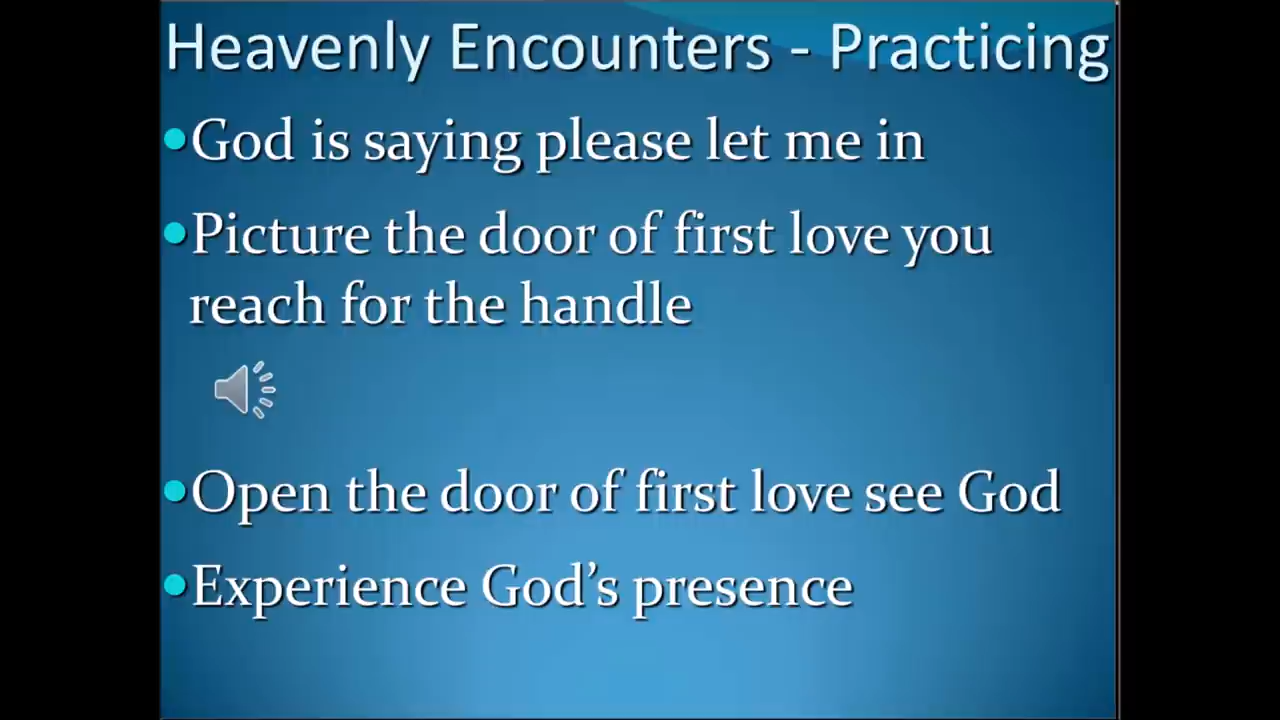 Heavenly Encounters - Practicing
•God is saying please let me in
•Picture the door of first love you
reach for the handle
•Open the door of first love see God
•Experience God’s presence